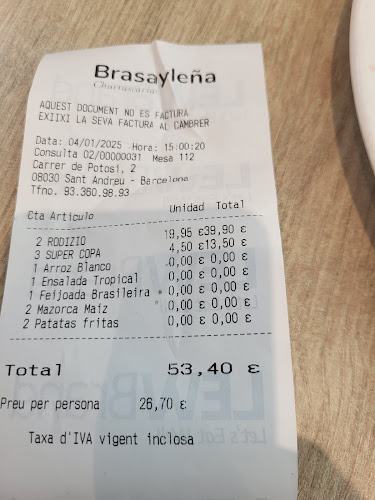 Brasayleña
Churrascarias
AQUEST DOCUMENT NO ES FACTURA
EXIIXI LA SEVA FACTURA AL CAMBRER
Data: 04/01/2025 Hora: 15:00:20
Consulta 02/00000031 Mesa 112
Carrer de Potosi, 2
08030 Sant Andreu - Barcelona
Tfno. 93.360.98.93
Cta Articulo Unidad Total
2 RODIZIO 19,95 €39,90 €
3 SUPER COPA 4,50 €13,50 €
1 Arroz Blanco 0,00 € 0,00 €
1 Ensalada Tropical 0,00 € 0,00 €
1 Feijoada Brasileira 0,00 € 0,00 €
2 Mazorca Maiz 0,00 € 0,00 €
2 Patatas fritas 0,00 € 0,00 €
Total 53,40 €
Preu per persona 26,70 €
Taxa d'IVA vigent inclosa